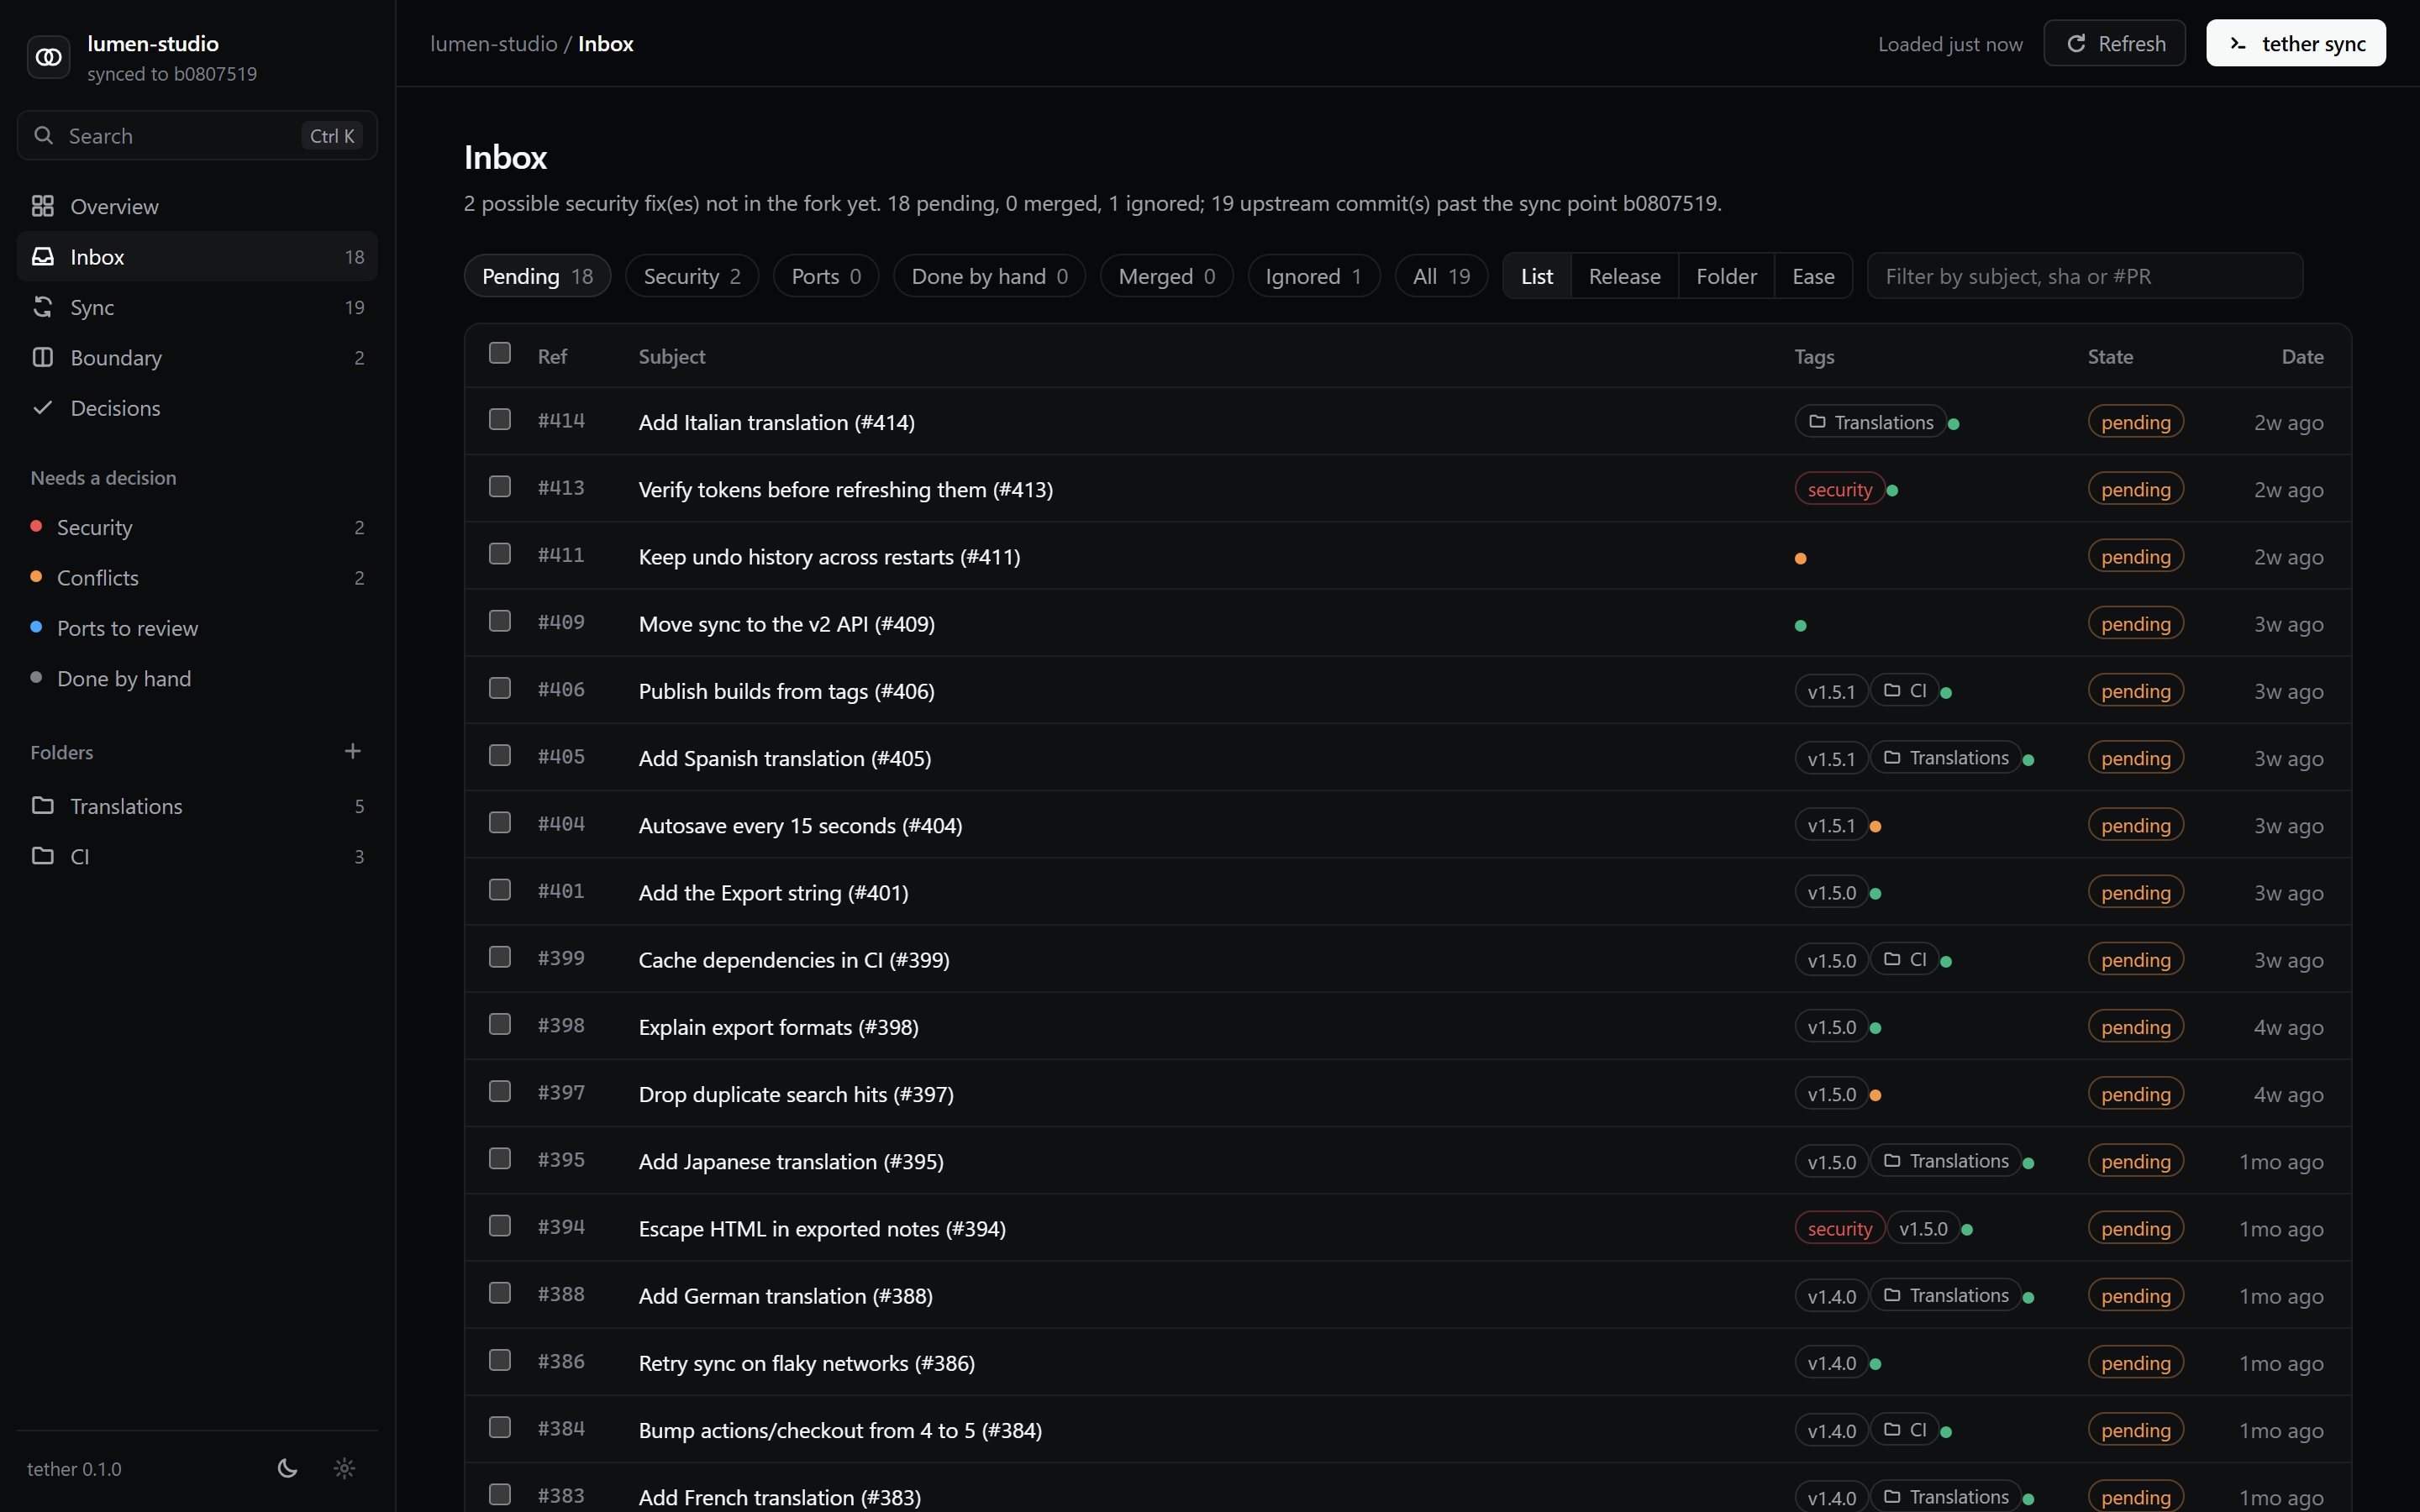 lumen-studio
synced to b0807519
Search Ctrl K
Overview
Inbox 18
Sync 19
Boundary 2
Decisions
Needs a decision
Security 2
Conflicts 2
Ports to review
Done by hand
Folders
Translations 5
CI 3
tether 0.1.0
lumen-studio / Inbox
Loaded just now Refresh tether sync
Inbox
2 possible security fix(es) not in the fork yet. 18 pending, 0 merged, 1 ignored; 19 upstream commit(s) past the sync point b0807519.
Pending 18 Security 2 Ports 0 Done by hand 0 Merged 0 Ignored 1 All 19 List Release Folder Ease Filter by subject, sha or #PR
Ref Subject Tags State Date
#414 Add Italian translation (#414) Translations pending 2w ago
#413 Verify tokens before refreshing them (#413) security pending 2w ago
#411 Keep undo history across restarts (#411) pending 2w ago
#409 Move sync to the v2 API (#409) pending 3w ago
#406 Publish builds from tags (#406) v1.5.1 CI pending 3w ago
#405 Add Spanish translation (#405) v1.5.1 Translations pending 3w ago
#404 Autosave every 15 seconds (#404) v1.5.1 pending 3w ago
#401 Add the Export string (#401) v1.5.0 pending 3w ago
#399 Cache dependencies in CI (#399) v1.5.0 CI pending 3w ago
#398 Explain export formats (#398) v1.5.0 pending 4w ago
#397 Drop duplicate search hits (#397) v1.5.0 pending 4w ago
#395 Add Japanese translation (#395) v1.5.0 Translations pending 1mo ago
#394 Escape HTML in exported notes (#394) security v1.5.0 pending 1mo ago
#388 Add German translation (#388) v1.4.0 Translations pending 1mo ago
#386 Retry sync on flaky networks (#386) v1.4.0 pending 1mo ago
#384 Bump actions/checkout from 4 to 5 (#384) v1.4.0 CI pending 1mo ago
#383 Add French translation (#383) v1.4.0 Translations pending 1mo ago